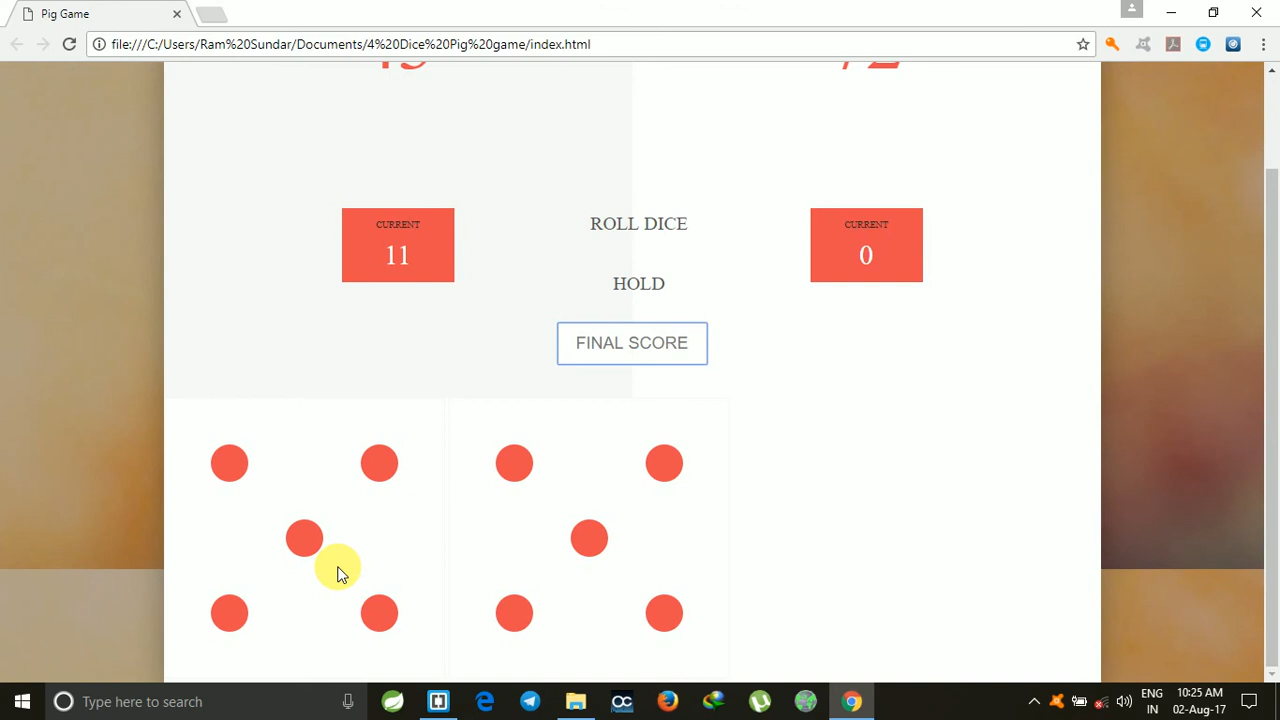 Pig Game
file:///C:/Users/Ram%20Sundar/Documents/4%20Dice%20Pig%20game/index.html
CURRENT
11
ROLL DICE
CURRENT
0
HOLD
FINAL SCORE
Type here to search
ENG
IN
10:25 AM
02-Aug-17